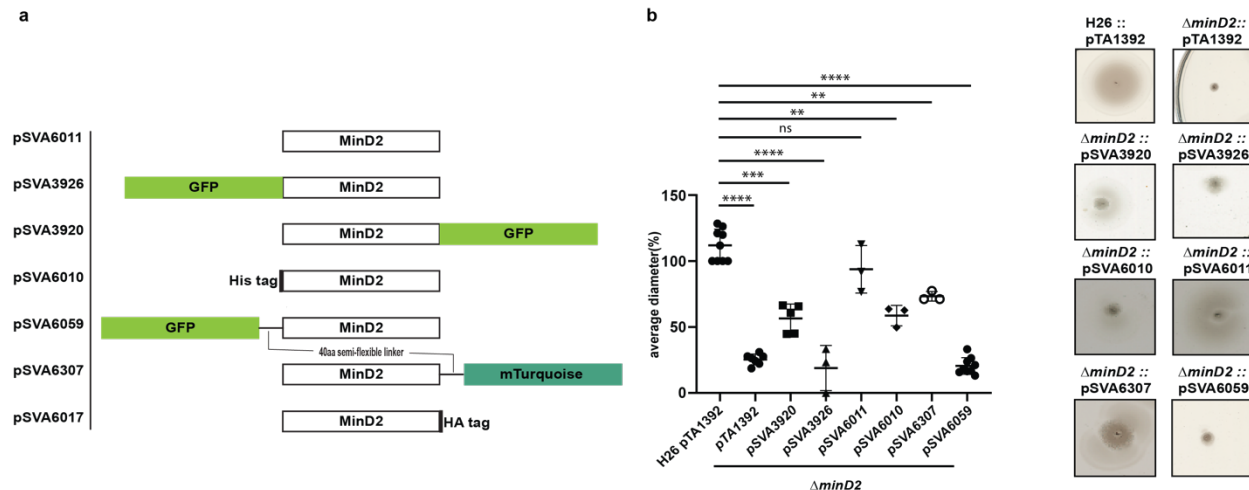 a
pSVA6011
MinD2
pSVA3926
GFP
MinD2
pSVA3920
MinD2
GFP
pSVA6010
His tag
MinD2
pSVA6059
GFP
MinD2
40aa semi-flexible linker
pSVA6307
MinD2
mTurquoise
pSVA6017
MinD2
HA tag
b
****
**
**
ns
****
***
****
average diameter(%)
150
100
50
0
H26 pTA1392
pTA1392
pSVA3920
pSVA3926
pSVA6011
pSVA6010
pSVA6307
pSVA6059
ΔminD2
H26 ::
pTA1392
ΔminD2::
pTA1392
ΔminD2 ::
pSVA3920
ΔminD2 ::
pSVA3926
ΔminD2 ::
pSVA6010
ΔminD2 ::
pSVA6011
ΔminD2 ::
pSVA6307
ΔminD2 ::
pSVA6059